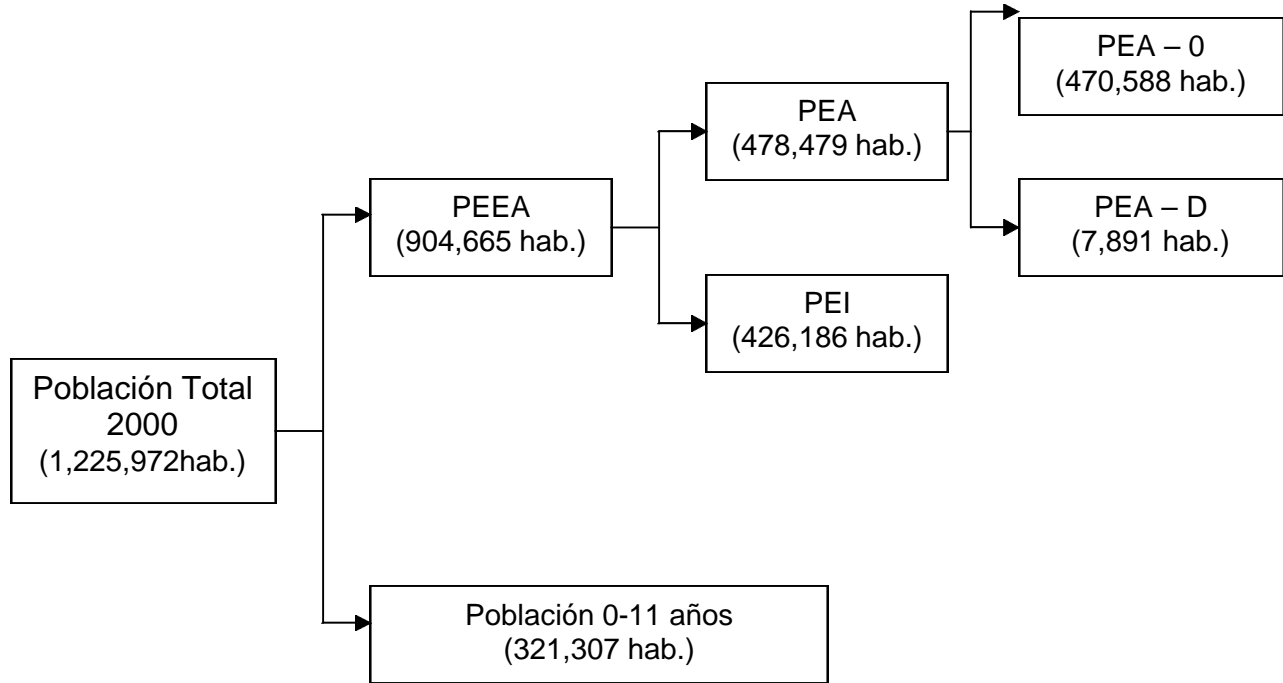 PEA – 0
(470,588 hab.)
PEA
(478,479 hab.)
PEA – D
(7,891 hab.)
PEEA
(904,665 hab.)
PEI
(426,186 hab.)
Población Total
2000
(1,225,972hab.)
Población 0-11 años
(321,307 hab.)